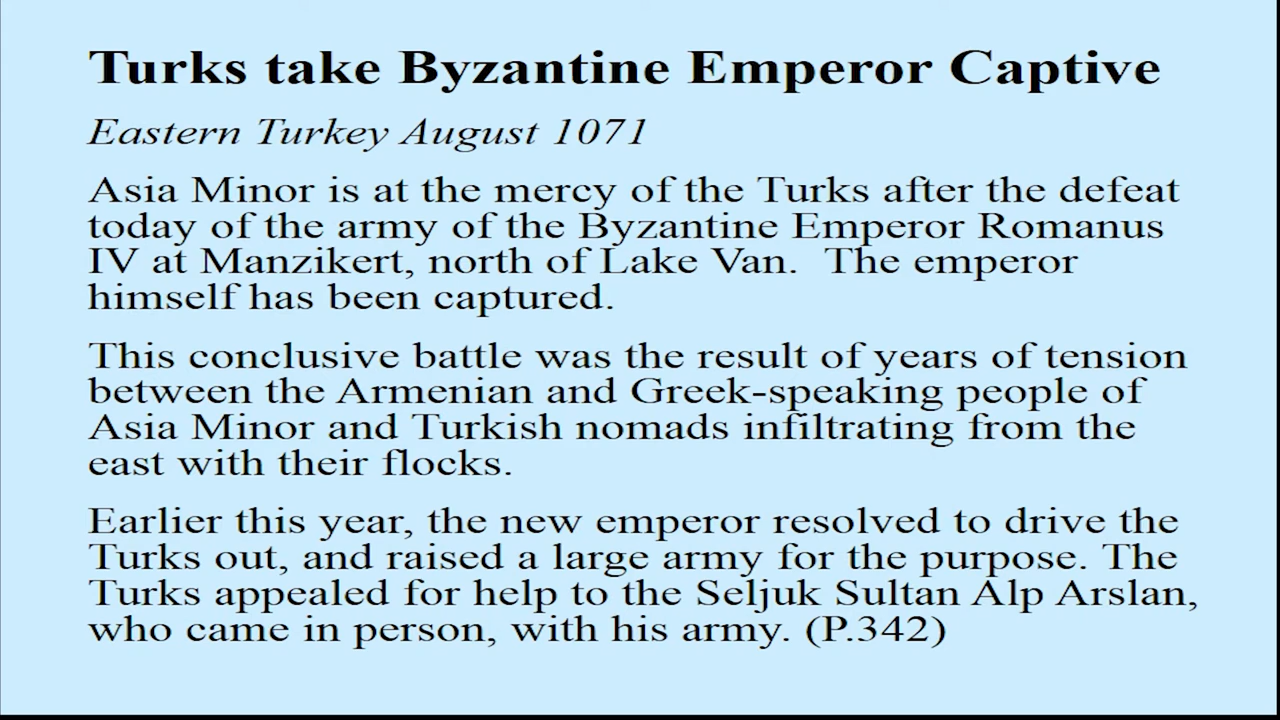 Turks take Byzantine Emperor Captive
Eastern Turkey August 1071
Asia Minor is at the mercy of the Turks after the defeat
today of the army of the Byzantine Emperor Romanus
IV at Manzikert, north of Lake Van.  The emperor
himself has been captured.
This conclusive battle was the result of years of tension
between the Armenian and Greek-speaking people of
Asia Minor and Turkish nomads infiltrating from the
east with their flocks.
Earlier this year, the new emperor resolved to drive the
Turks out, and raised a large army for the purpose. The
Turks appealed for help to the Seljuk Sultan Alp Arslan,
who came in person, with his army. (P.342)